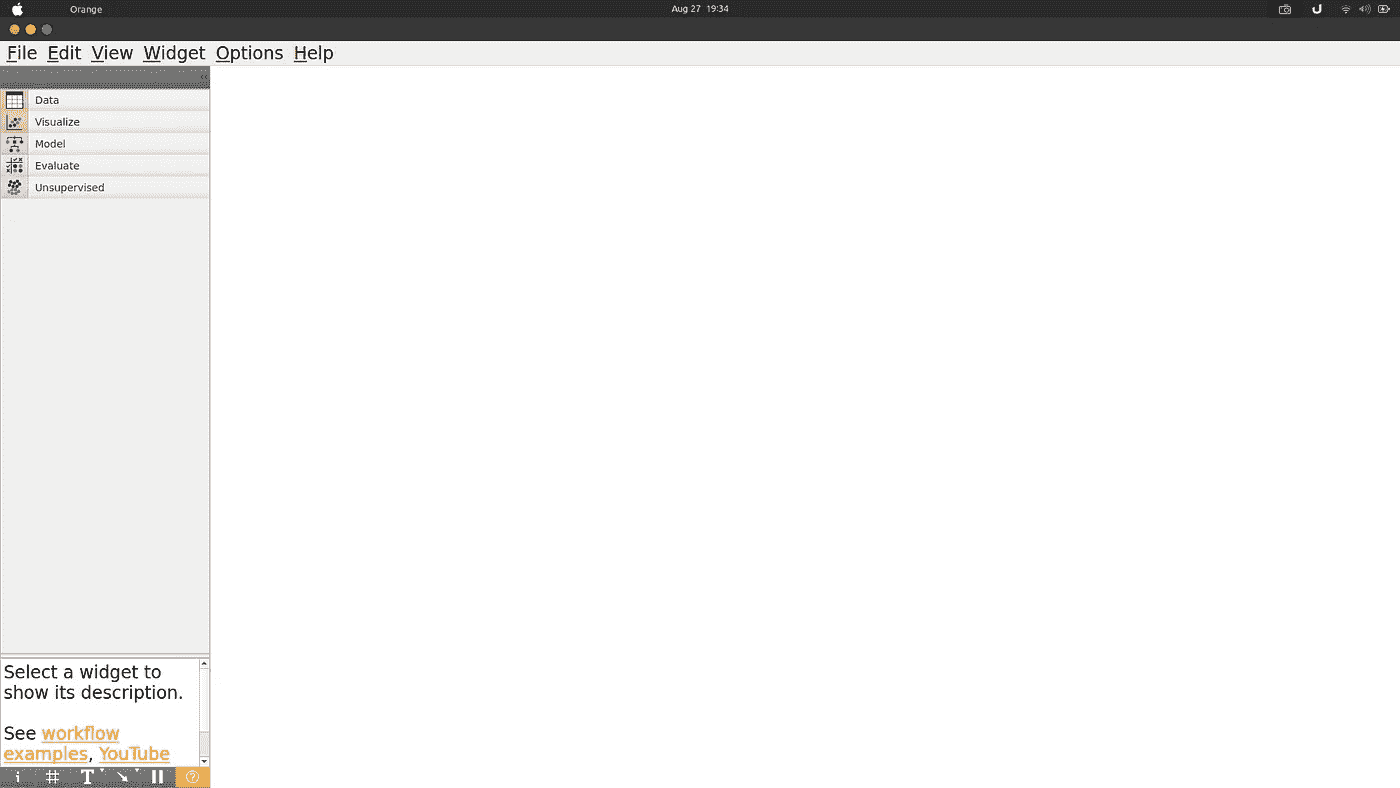 Orange
Aug 27 19:34
File Edit View Widget Options Help
Data
Visualize
Model
Evaluate
Unsupervised
Select a widget to
show its description.
See workflow
examples, YouTube